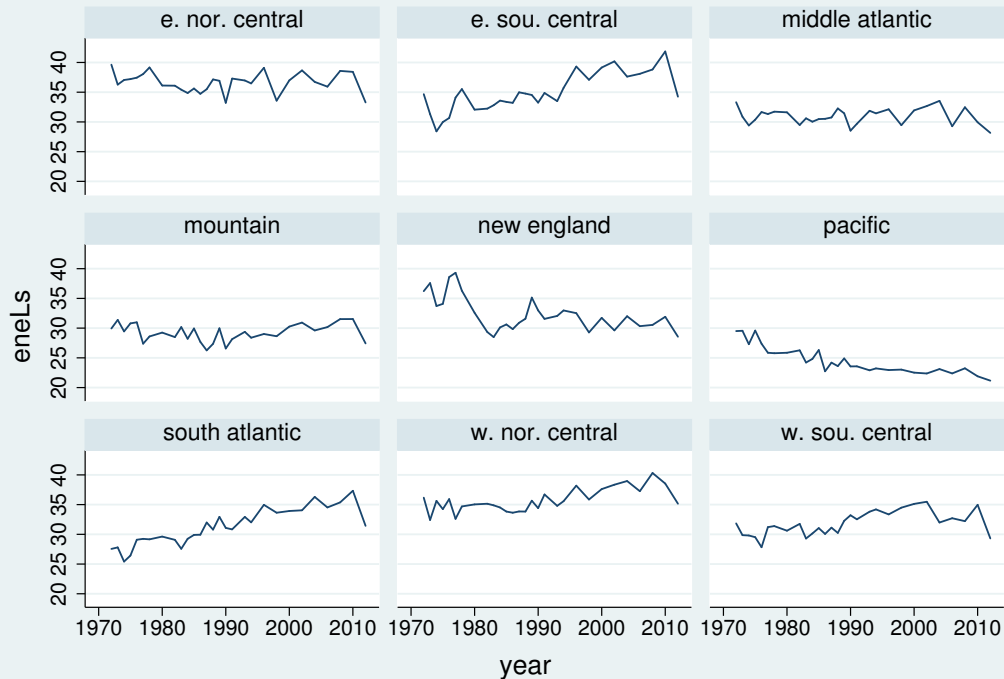 e. nor. central
e. sou. central
middle atlantic
40
35
30
25
20
mountain
new england
pacific
40
35
30
25
20
eneLs
south atlantic
w. nor. central
w. sou. central
40
35
30
25
20
1970 1980 1990 2000 2010
1970 1980 1990 2000 2010
1970 1980 1990 2000 2010
year